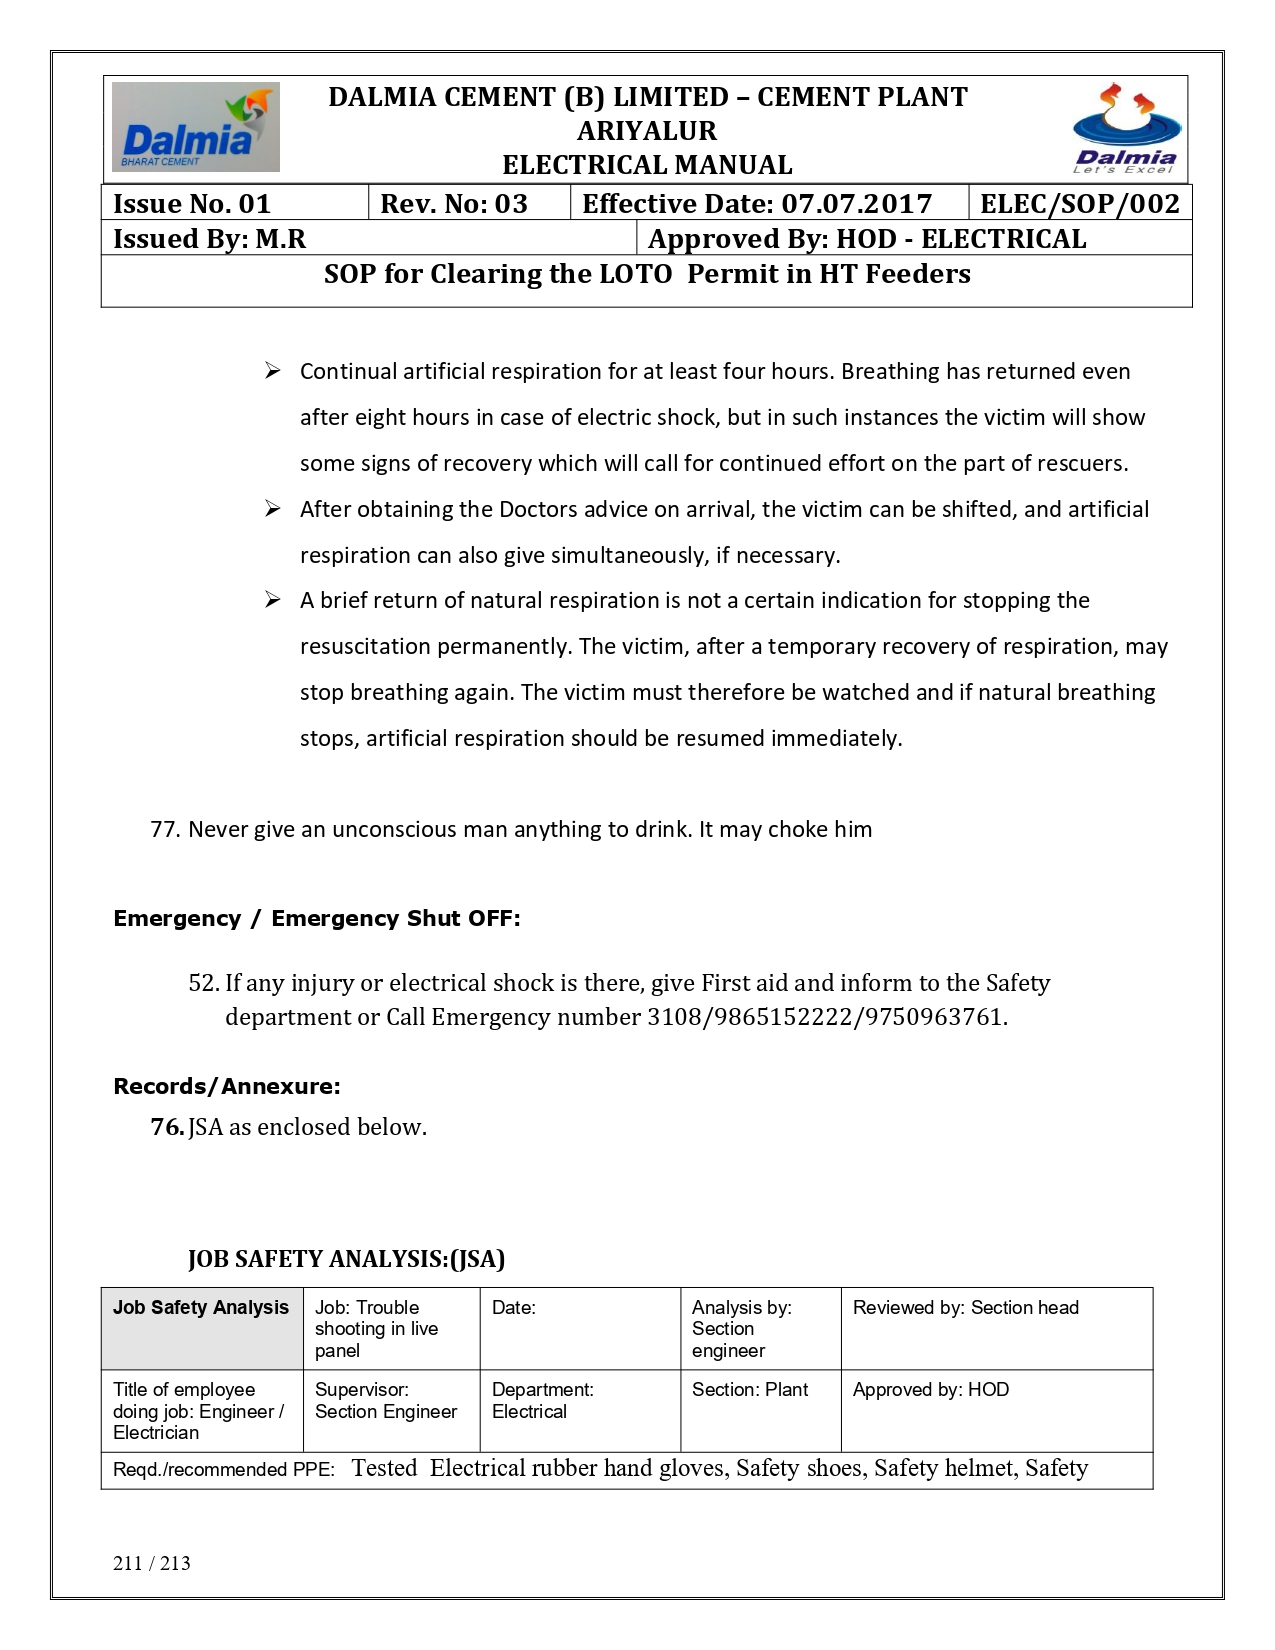 Dalmia
BHARAT CEMENT
DALMIA CEMENT (B) LIMITED – CEMENT PLANT
ARIYALUR
ELECTRICAL MANUAL
Dalmia
Let's Excel
Issue No. 01 Rev. No: 03 Effective Date: 07.07.2017 ELEC/SOP/002
Issued By: M.R Approved By: HOD - ELECTRICAL
SOP for Clearing the LOTO  Permit in HT Feeders
➢ Continual artificial respiration for at least four hours. Breathing has returned even
after eight hours in case of electric shock, but in such instances the victim will show
some signs of recovery which will call for continued effort on the part of rescuers.
➢ After obtaining the Doctors advice on arrival, the victim can be shifted, and artificial
respiration can also give simultaneously, if necessary.
➢ A brief return of natural respiration is not a certain indication for stopping the
resuscitation permanently. The victim, after a temporary recovery of respiration, may
stop breathing again. The victim must therefore be watched and if natural breathing
stops, artificial respiration should be resumed immediately.
77. Never give an unconscious man anything to drink. It may choke him
Emergency / Emergency Shut OFF:
52. If any injury or electrical shock is there, give First aid and inform to the Safety
department or Call Emergency number 3108/9865152222/9750963761.
Records/Annexure:
76. JSA as enclosed below.
JOB SAFETY ANALYSIS:(JSA)
Job Safety Analysis Job: Trouble Date: Analysis by: Reviewed by: Section head
shooting in live Section
panel engineer
Title of employee Supervisor: Department: Section: Plant Approved by: HOD
doing job: Engineer / Section Engineer Electrical
Electrician
Reqd./recommended PPE: Tested  Electrical rubber hand gloves, Safety shoes, Safety helmet, Safety
211 / 213